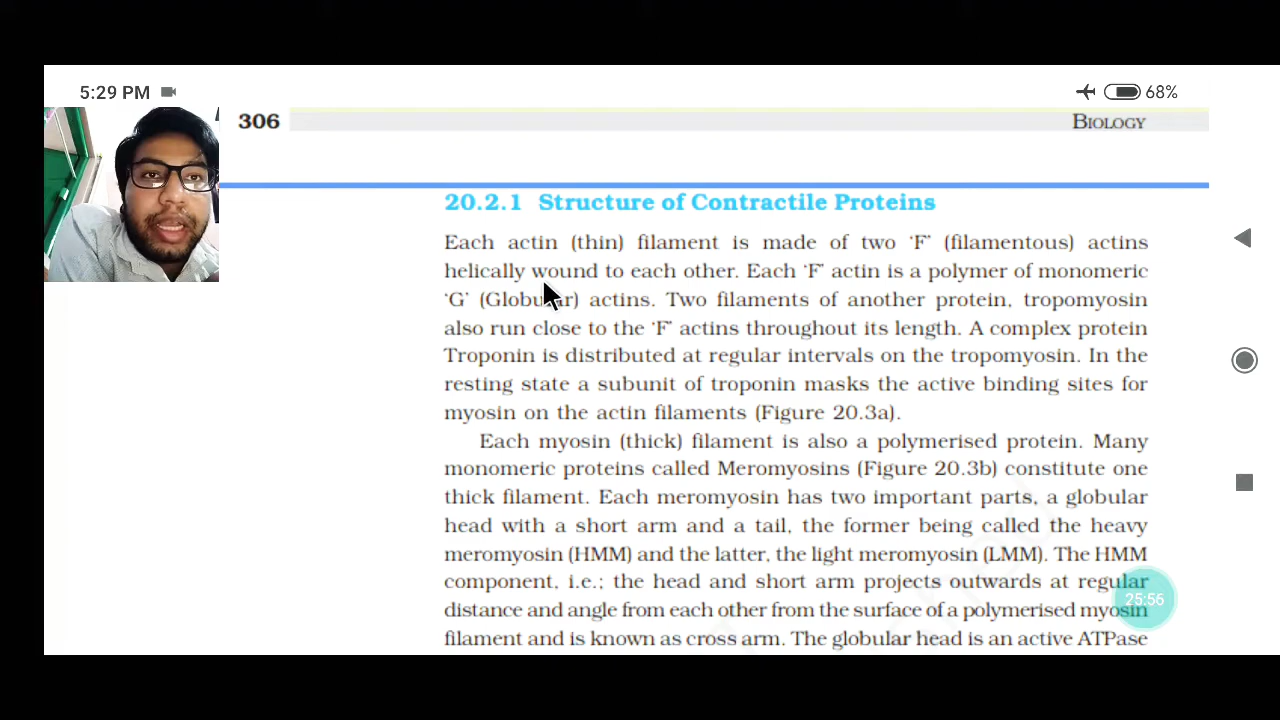 5:29 PM
68%
306
BIOLOGY
20.2.1 Structure of Contractile Proteins
Each actin (thin) filament is made of two ‘F’ (filamentous) actins
helically wound to each other. Each ‘F’ actin is a polymer of monomeric
‘G’ (Globular) actins. Two filaments of another protein, tropomyosin
also run close to the ‘F’ actins throughout its length. A complex protein
Troponin is distributed at regular intervals on the tropomyosin. In the
resting state a subunit of troponin masks the active binding sites for
myosin on the actin filaments (Figure 20.3a).
Each myosin (thick) filament is also a polymerised protein. Many
monomeric proteins called Meromyosins (Figure 20.3b) constitute one
thick filament. Each meromyosin has two important parts, a globular
head with a short arm and a tail, the former being called the heavy
meromyosin (HMM) and the latter, the light meromyosin (LMM). The HMM
component, i.e.; the head and short arm projects outwards at regular
distance and angle from each other from the surface of a polymerised myosin
filament and is known as cross arm. The globular head is an active ATPase
25:56